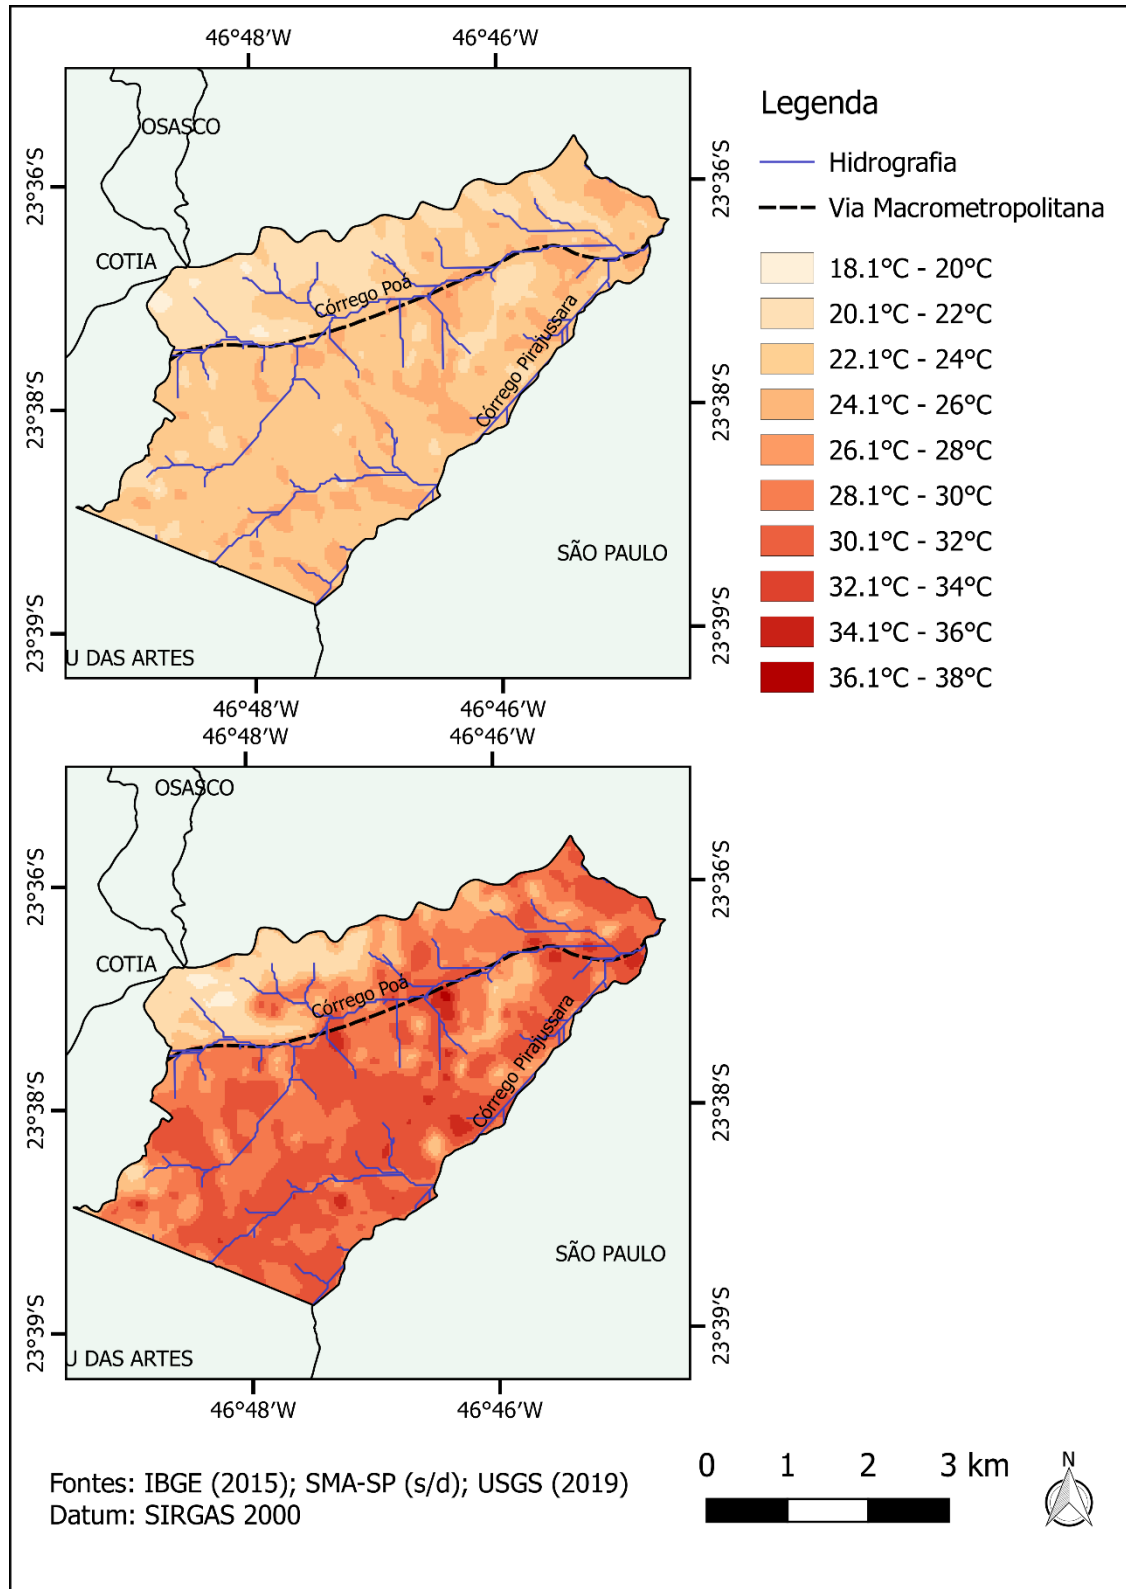 46°48'W 46°46'W
23°36'S
23°38'S
23°39'S
OSASCO
COTIA
Córrego Poá
Córrego Pirajussara
SÃO PAULO
U DAS ARTES
23°36'S
23°38'S
23°39'S
46°48'W 46°46'W
Legenda
Hidrografia
Via Macrometropolitana
18.1°C - 20°C
20.1°C - 22°C
22.1°C - 24°C
24.1°C - 26°C
26.1°C - 28°C
28.1°C - 30°C
30.1°C - 32°C
32.1°C - 34°C
34.1°C - 36°C
36.1°C - 38°C
46°48'W 46°46'W
23°36'S
23°38'S
23°39'S
OSASCO
COTIA
Córrego Poá
Córrego Pirajussara
SÃO PAULO
U DAS ARTES
23°36'S
23°38'S
23°39'S
46°48'W 46°46'W
Fontes: IBGE (2015); SMA-SP (s/d); USGS (2019)
Datum: SIRGAS 2000
0 1 2 3 km
N